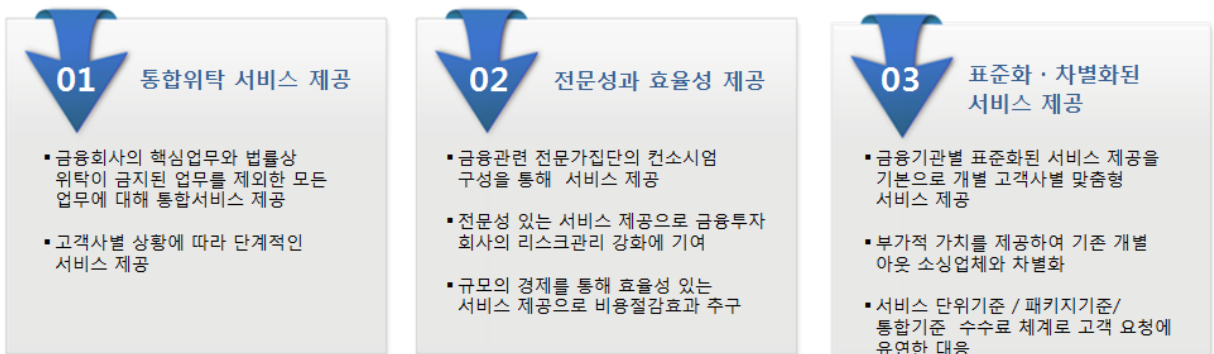 01
통합위탁 서비스 제공
▪ 금융회사의 핵심업무와 법률상
위탁이 금지된 업무를 제외한 모든
업무에 대해 통합서비스 제공
▪ 고객사별 상황에 따라 단계적인
서비스 제공
02
전문성과 효율성 제공
▪ 금융관련 전문가집단의 컨소시엄
구성을 통해 서비스 제공
▪ 전문성 있는 서비스 제공으로 금융투자
회사의 리스크관리 강화에 기여
▪ 규모의 경제를 통해 효율성 있는
서비스 제공으로 비용절감효과 추구
03
표준화 · 차별화된
서비스 제공
▪ 금융기관별 표준화된 서비스 제공을
기본으로 개별 고객사별 맞춤형
서비스 제공
▪ 부가적 가치를 제공하여 기존 개별
아웃 소싱업체와 차별화
▪ 서비스 단위기준 / 패키지기준/
통합기준 수수료 체계로 고객 요청에
유연한 대응